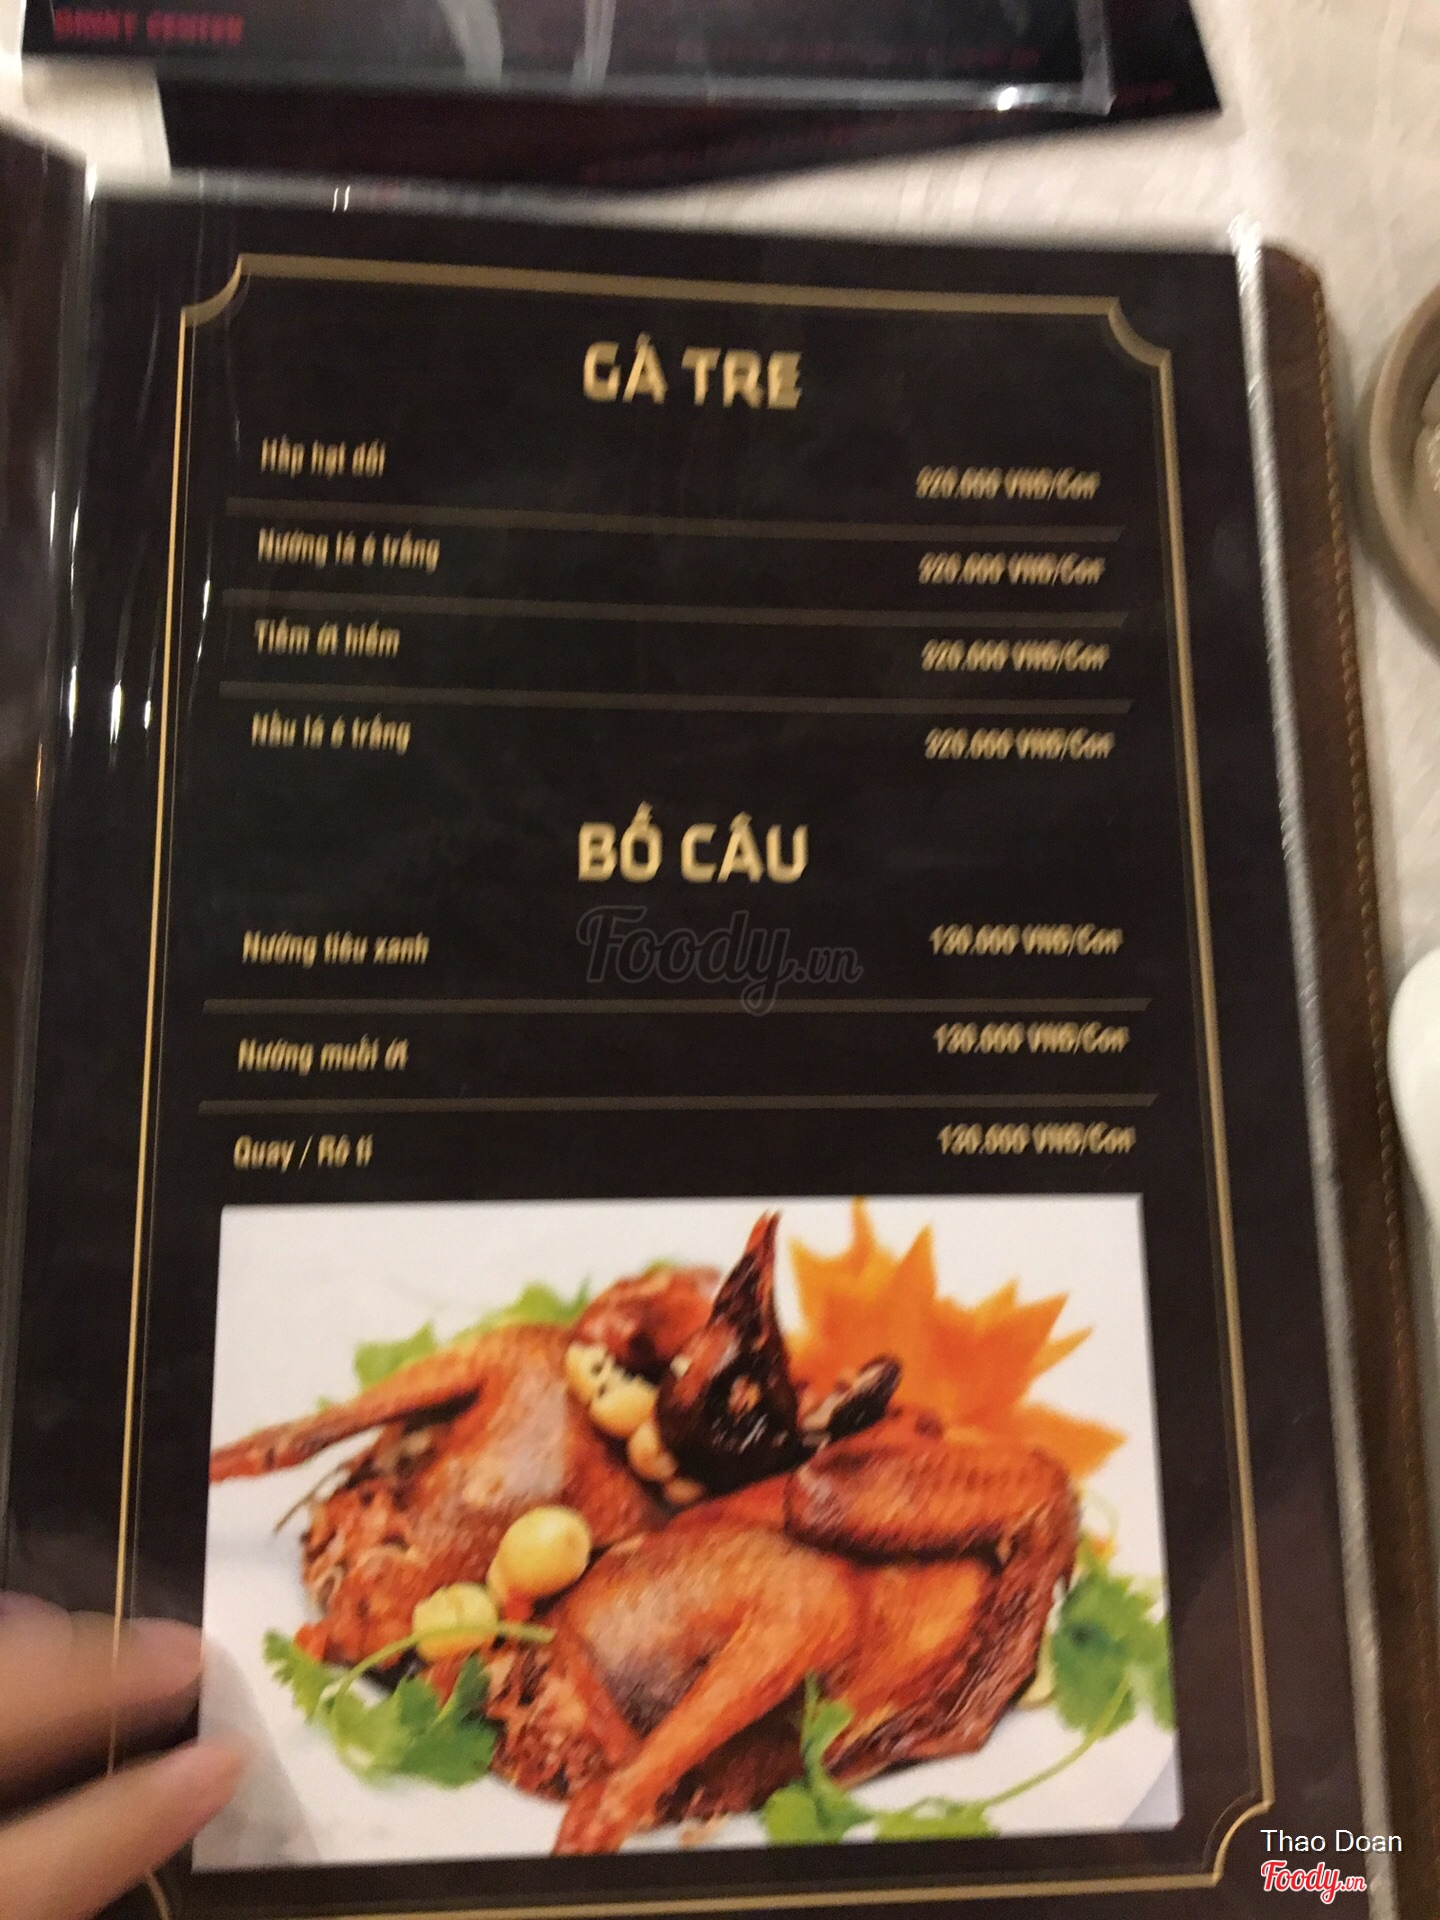 GÀ TRE
Hấp hạt dổi
320.000 VNĐ/Con
Nướng lá é trắng
320.000 VNĐ/Con
Tiềm ớt hiểm
320.000 VNĐ/Con
Nấu lá é trắng
320.000 VNĐ/Con
BỒ CÂU
Foody.vn
Nướng tiêu xanh
130.000 VNĐ/Con
Nướng muối ớt
130.000 VNĐ/Con
Quay / Rô ti
130.000 VNĐ/Con
Thao Doan
Foody.vn